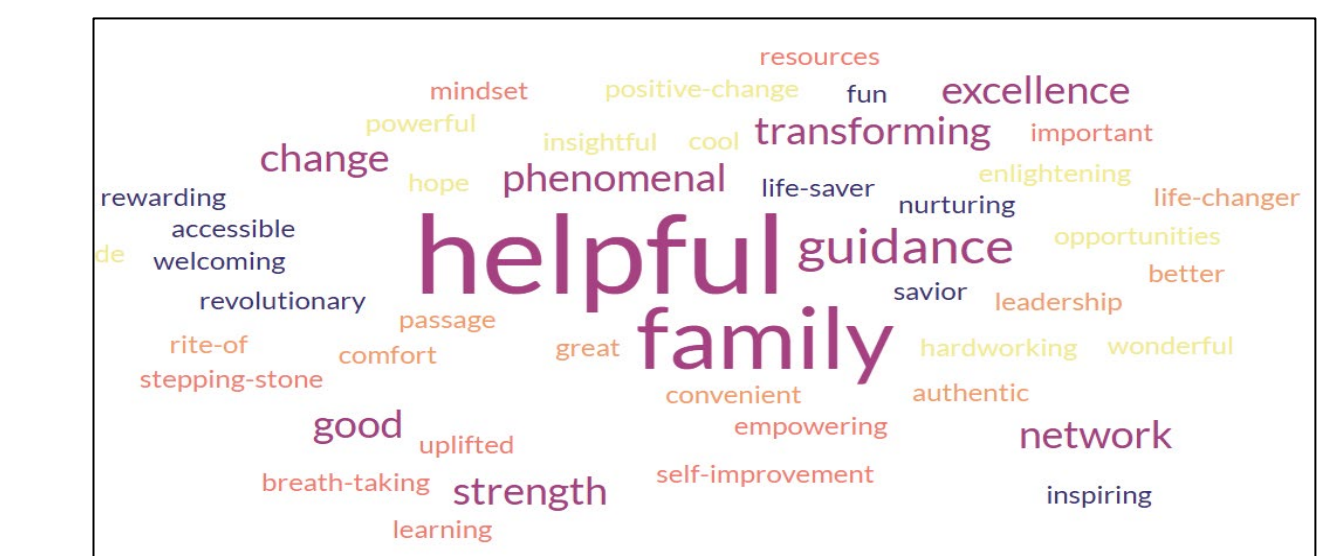 resources
mindset positive-change fun excellence
powerful insightful cool transforming important
change hope phenomenal life-saver enlightening
rewarding nurturing life-changer
accessible helpful guidance opportunities
de welcoming better
revolutionary savior leadership
passage family
rite-of comfort great hardworking wonderful
stepping-stone
convenient authentic
good uplifted empowering network
breath-taking strength self-improvement inspiring
learning